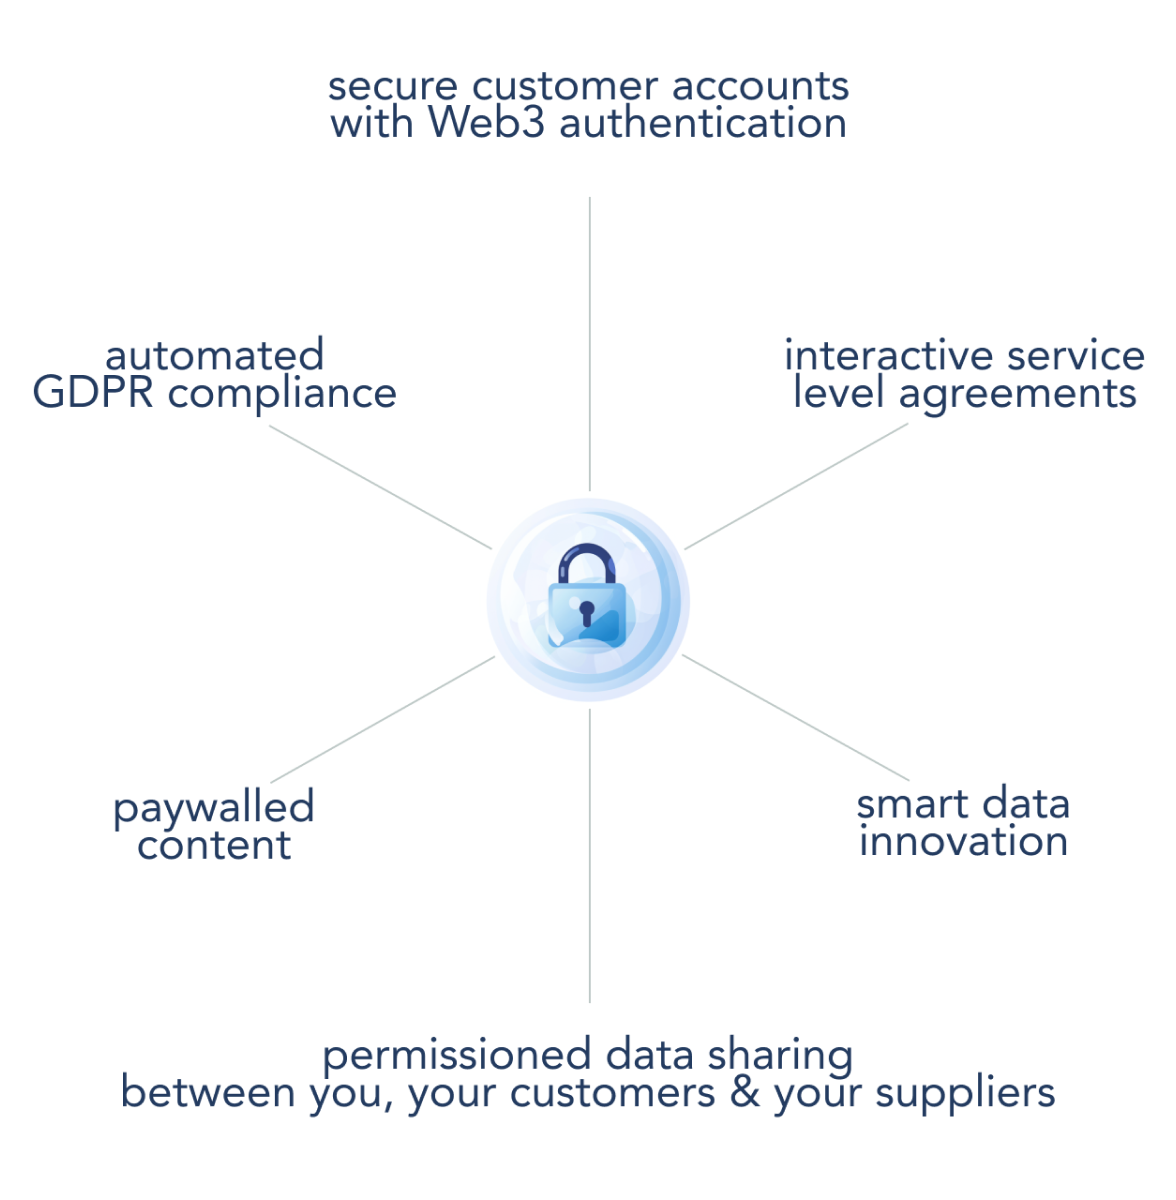 secure customer accounts
with Web3 authentication
automated
GDPR compliance
interactive service
level agreements
paywalled
content
smart data
innovation
permissioned data sharing
between you, your customers & your suppliers